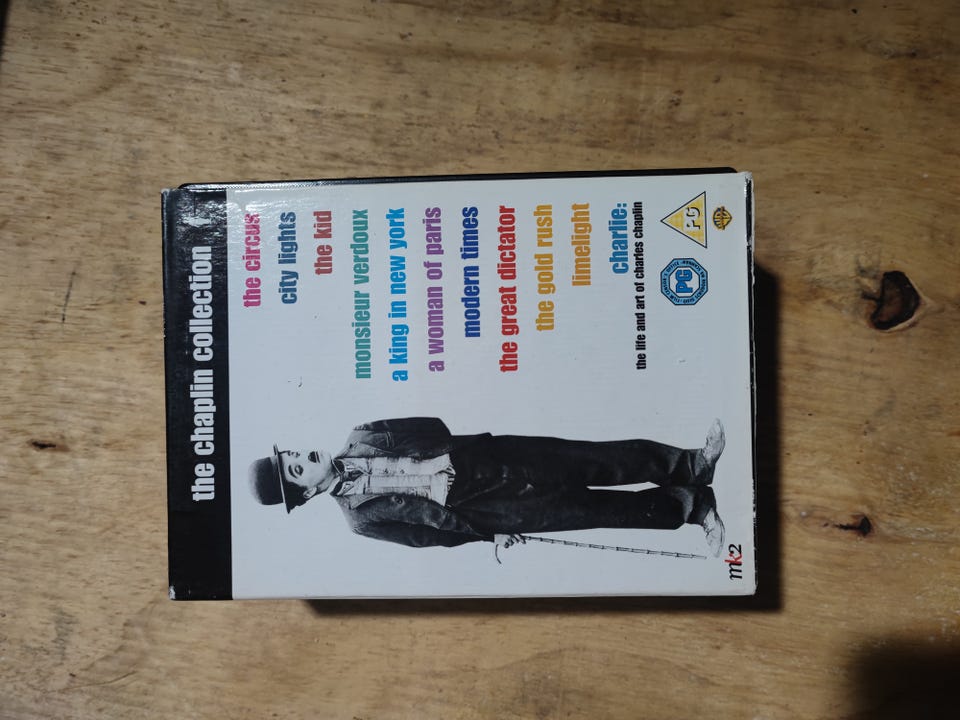 the chaplin collection
the circus
city lights
the kid
monsieur verdoux
a king in new york
a woman of paris
modern times
the great dictator
the gold rush
limelight
charlie:
the life and art of charles chaplin
PG
PG
mk2